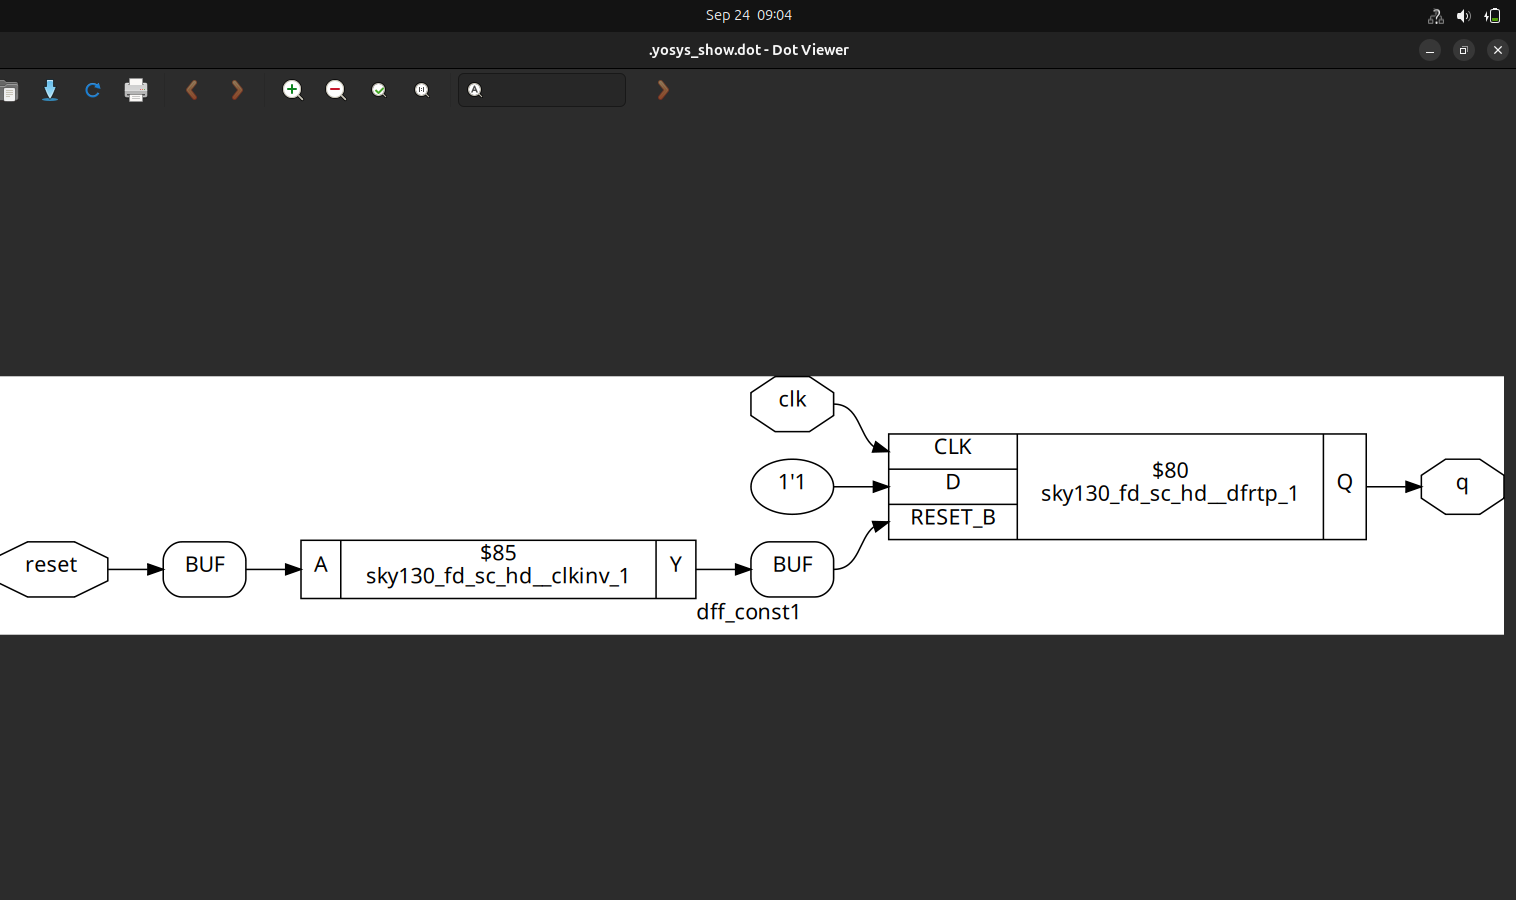 Sep 24 09:04
.yosys_show.dot - Dot Viewer
A
clk
CLK
1'1
D
$80
sky130_fd_sc_hd__dfrtp_1
Q
q
RESET_B
reset
BUF
A
$85
sky130_fd_sc_hd__clkinv_1
Y
BUF
dff_const1